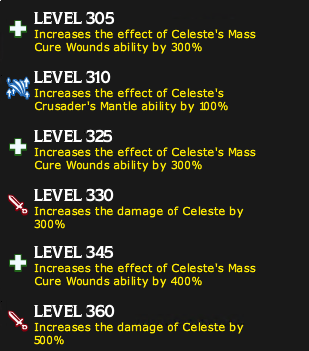 LEVEL 305
Increases the effect of Celeste's Mass
Cure Wounds ability by 300%
LEVEL 310
Increases the effect of Celeste's
Crusader's Mantle ability by 100%
LEVEL 325
Increases the effect of Celeste's Mass
Cure Wounds ability by 300%
LEVEL 330
Increases the damage of Celeste by
300%
LEVEL 345
Increases the effect of Celeste's Mass
Cure Wounds ability by 400%
LEVEL 360
Increases the damage of Celeste by
500%